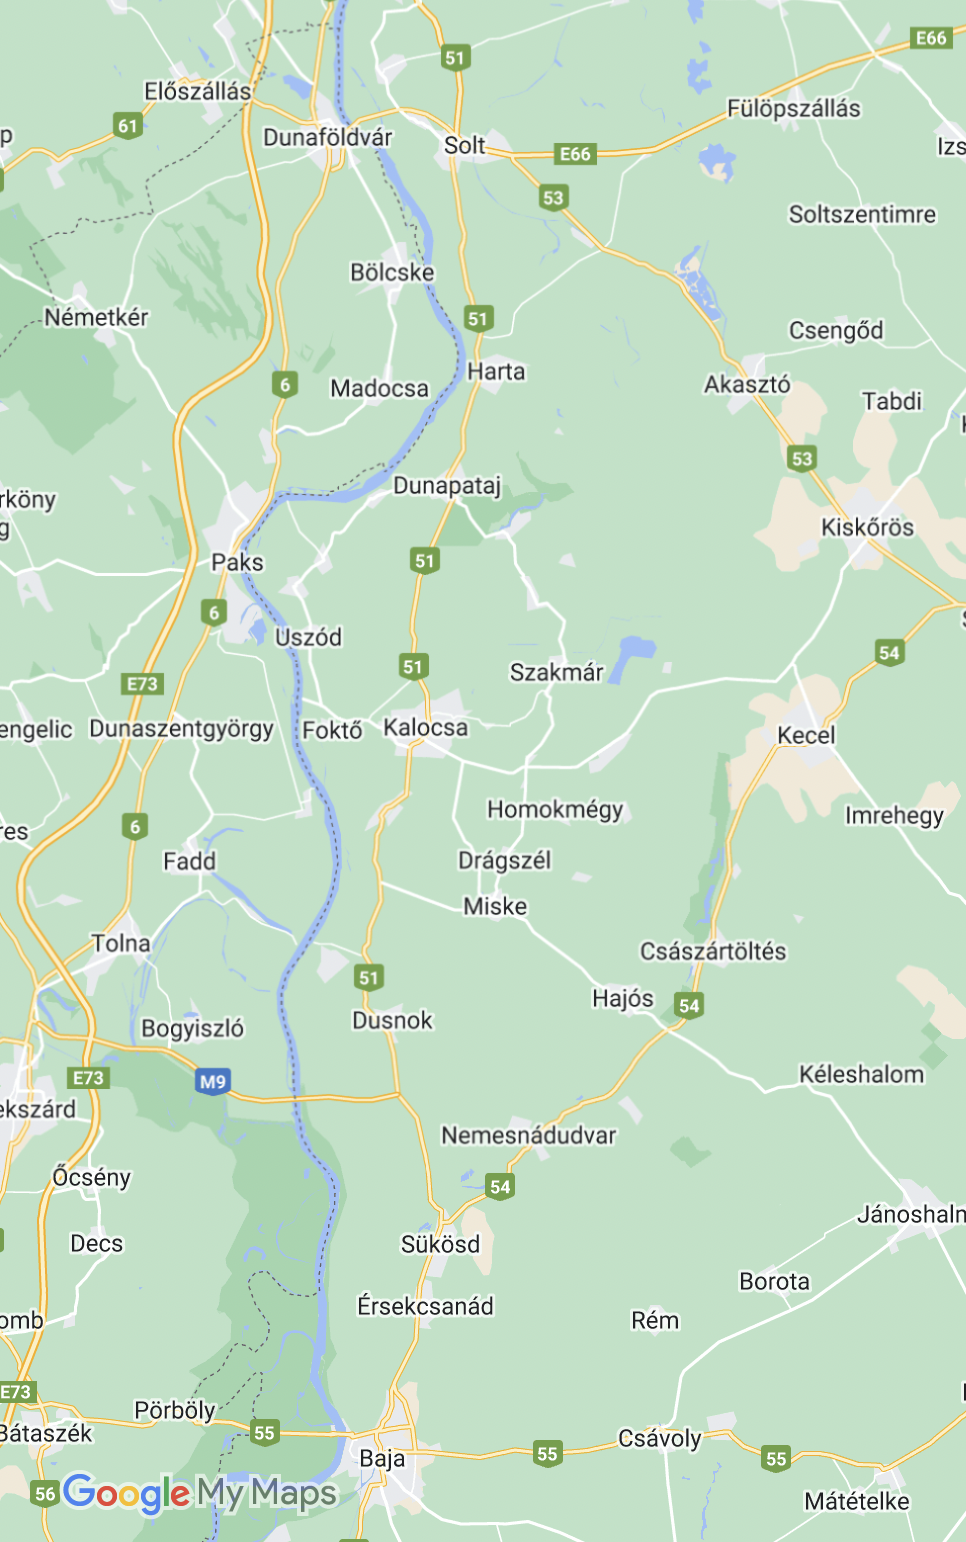 E66
51
Előszállás
Fülöpszállás
61
Dunaföldvár
p
Solt
Izs
E66
53
Soltszentimre
Bölcske
Németkér
51
Csengőd
Harta
6
Madocsa
Akasztó
Tabdi
53
Dunapataj
rköny
g
Kiskőrös
Paks
51
6
Uszód
54
51
Szakmár
E73
engelic
Dunaszentgyörgy
Foktő
Kalocsa
Kecel
Homokmégy
Imrehegy
6
res
Fadd
Drágszél
Miske
Tolna
Császártöltés
51
Hajós
54
Dusnok
Bogyiszló
E73
M9
Kéleshalom
ekszárd
Nemesnádudvar
Őcsény
54
Jánoshaln
Decs
Sükösd
Borota
Érsekcsanád
omb
Rém
E73
Pörböly
55
Bátaszék
Csávoly
55
Baja
55
56
Google My Maps
Mátételke